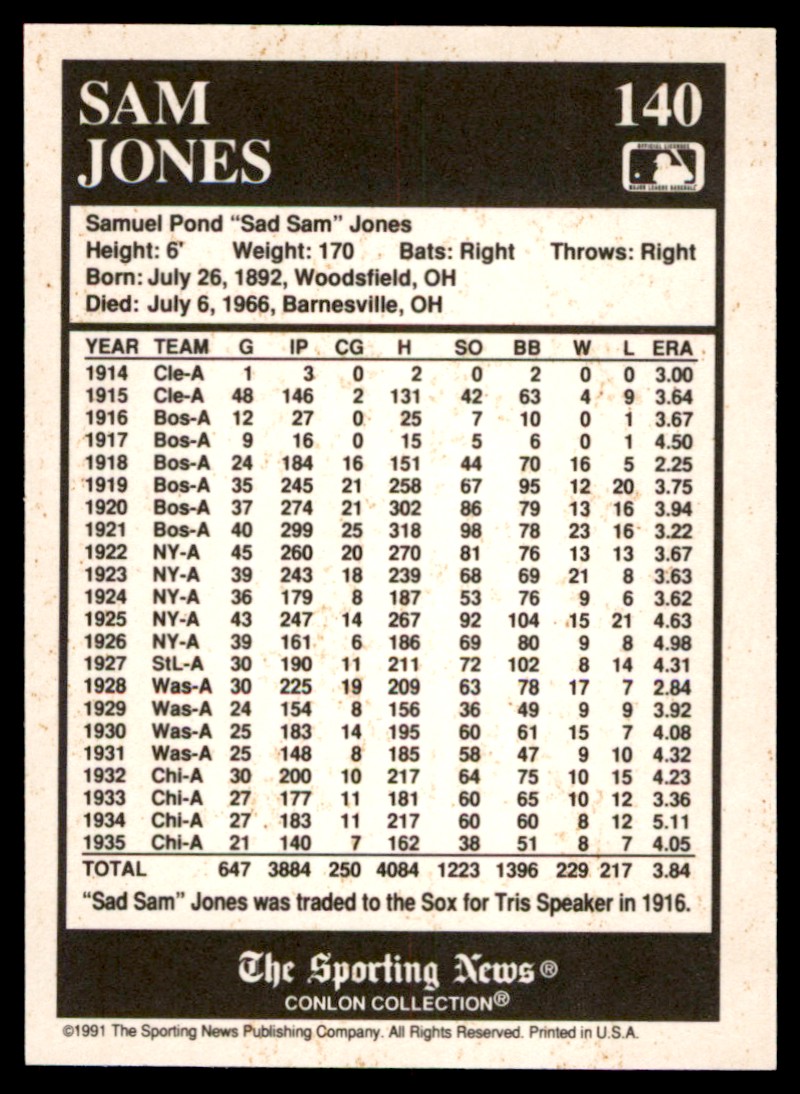 SAM
JONES
140
OFFICIAL LICENSEE
MAJOR LEAGUE BASEBALL
Samuel Pond “Sad Sam” Jones
Height: 6' Weight: 170 Bats: Right Throws: Right
Born: July 26, 1892, Woodsfield, OH
Died: July 6, 1966, Barnesville, OH
YEAR TEAM G IP CG H SO BB W L ERA
1914 Cle-A 1 3 0 2 0 2 0 0 3.00
1915 Cle-A 48 146 2 131 42 63 4 9 3.64
1916 Bos-A 12 27 0 25 7 10 0 1 3.67
1917 Bos-A 9 16 0 15 5 6 0 1 4.50
1918 Bos-A 24 184 16 151 44 70 16 5 2.25
1919 Bos-A 35 245 21 258 67 95 12 20 3.75
1920 Bos-A 37 274 21 302 86 79 13 16 3.94
1921 Bos-A 40 299 25 318 98 78 23 16 3.22
1922 NY-A 45 260 20 270 81 76 13 13 3.67
1923 NY-A 39 243 18 239 68 69 21 8 3.63
1924 NY-A 36 179 8 187 53 76 9 6 3.62
1925 NY-A 43 247 14 267 92 104 15 21 4.63
1926 NY-A 39 161 6 186 69 80 9 8 4.98
1927 StL-A 30 190 11 211 72 102 8 14 4.31
1928 Was-A 30 225 19 209 63 78 17 7 2.84
1929 Was-A 24 154 8 156 36 49 9 9 3.92
1930 Was-A 25 183 14 195 60 61 15 7 4.08
1931 Was-A 25 148 8 185 58 47 9 10 4.32
1932 Chi-A 30 200 10 217 64 75 10 15 4.23
1933 Chi-A 27 177 11 181 60 65 10 12 3.36
1934 Chi-A 27 183 11 217 60 60 8 12 5.11
1935 Chi-A 21 140 7 162 38 51 8 7 4.05
TOTAL 647 3884 250 4084 1223 1396 229 217 3.84
“Sad Sam” Jones was traded to the Sox for Tris Speaker in 1916.
The Sporting News®
CONLON COLLECTION®
©1991 The Sporting News Publishing Company. All Rights Reserved. Printed in U.S.A.